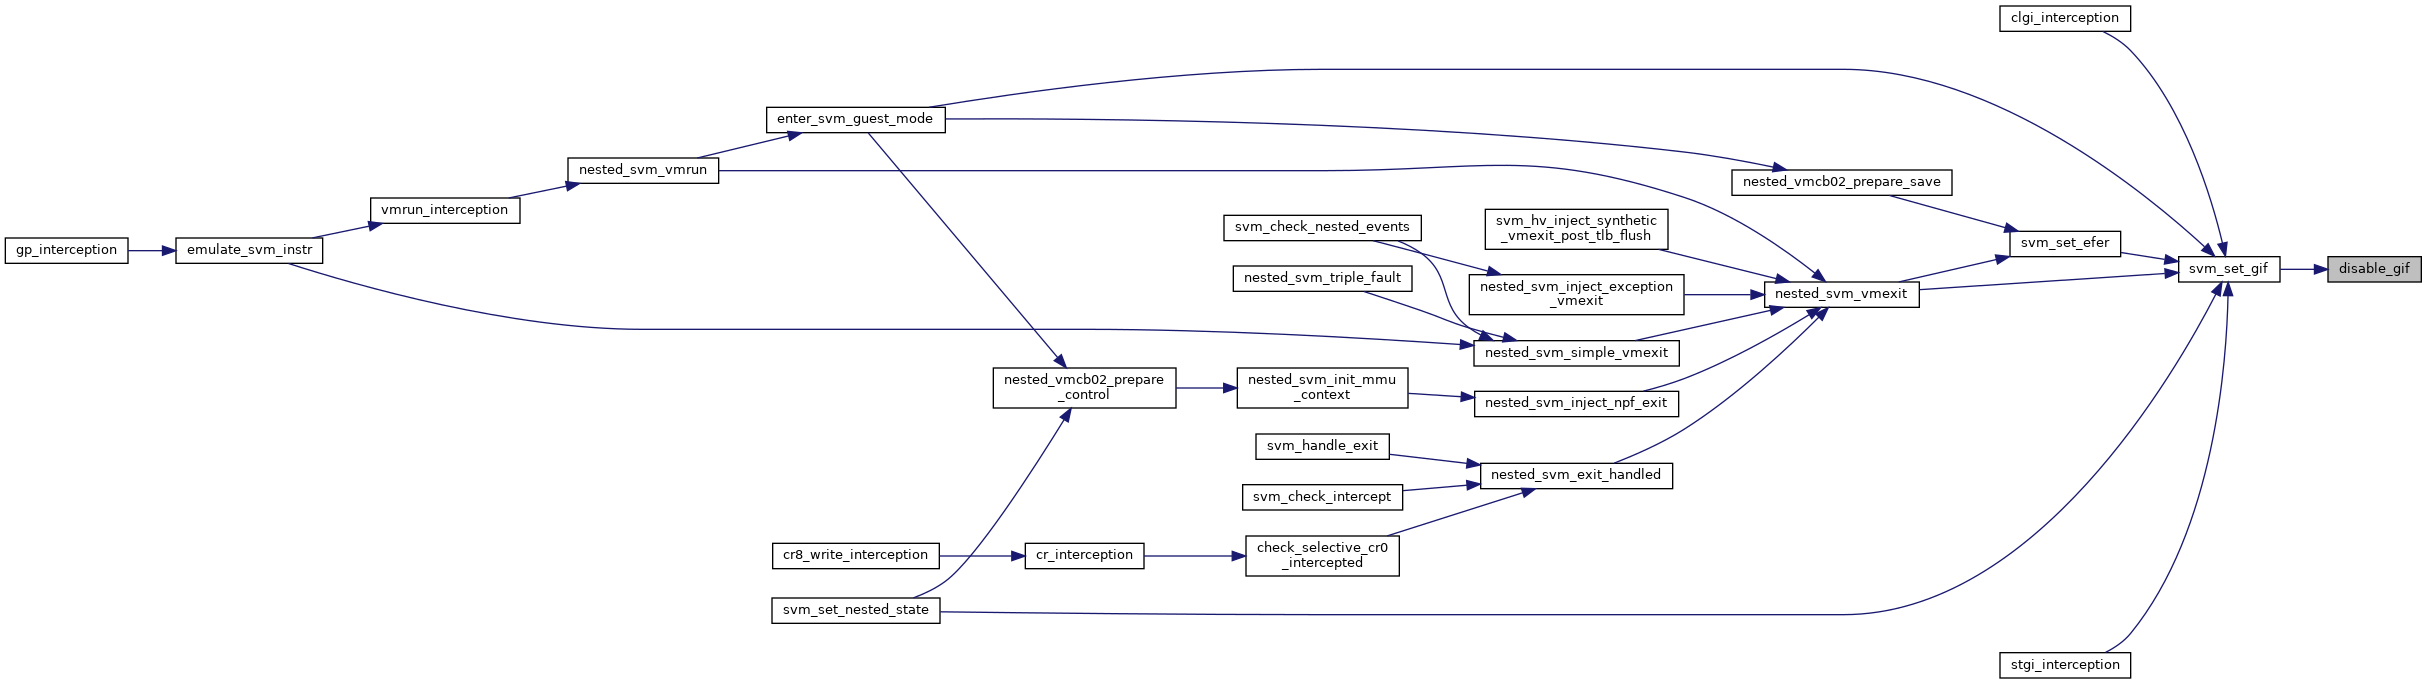 clgi_interception
enter_svm_guest_mode
nested_svm_vmrun
nested_vmcb02_prepare_save
vmrun_interception
svm_hv_inject_synthetic
_vmexit_post_tlb_flush
svm_check_nested_events
svm_set_efer
gp_interception
emulate_svm_instr
svm_set_gif
disable_gif
nested_svm_triple_fault
nested_svm_inject_exception
_vmexit
nested_svm_vmexit
nested_svm_simple_vmexit
nested_vmcb02_prepare
_control
nested_svm_init_mmu
_context
nested_svm_inject_npf_exit
svm_handle_exit
nested_svm_exit_handled
svm_check_intercept
cr8_write_interception
cr_interception
check_selective_cr0
_intercepted
svm_set_nested_state
stgi_interception